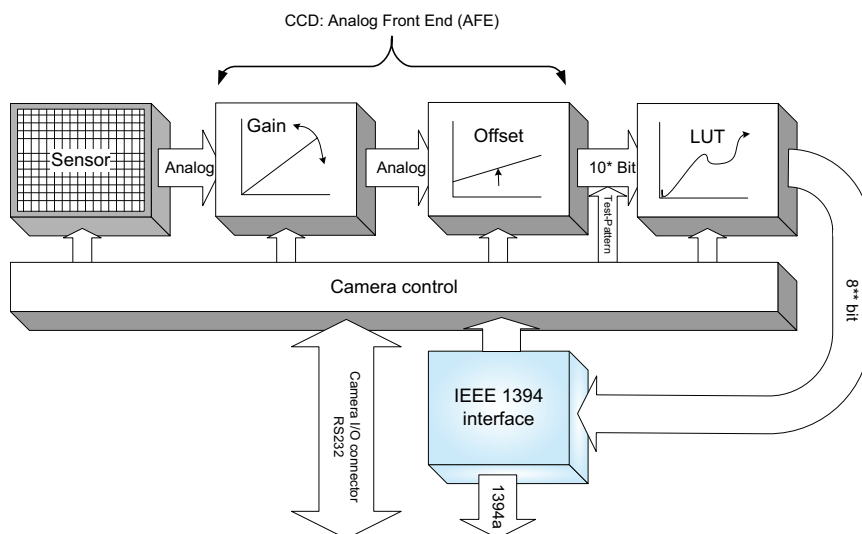 CCD: Analog Front End (AFE)
Sensor
Analog
Gain
Analog
Offset
10* Bit
LUT
Test-Pattern
8** bit
Camera control
Camera I/O connector
RS232
IEEE 1394
interface
1394a